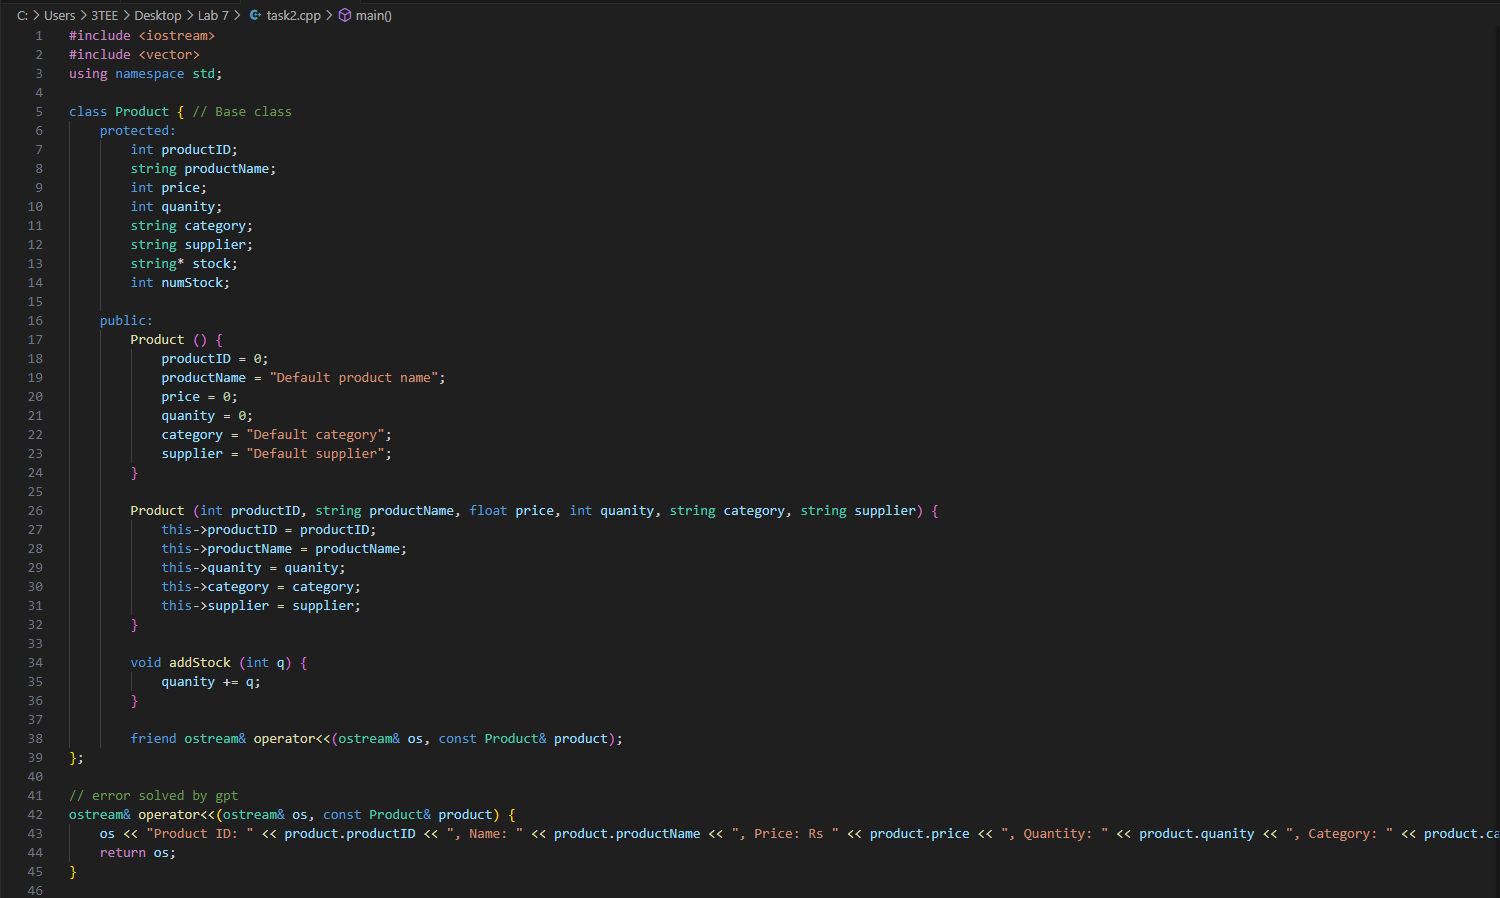 C: > Users > 3TEE > Desktop > Lab 7 > task2.cpp > main()
1 #include <iostream>
2 #include <vector>
3 using namespace std;
4
5 class Product { // Base class
6     protected:
7         int productID;
8         string productName;
9         int price;
10         int quanity;
11         string category;
12         string supplier;
13         string* stock;
14         int numStock;
15
16     public:
17         Product () {
18             productID = 0;
19             productName = "Default product name";
20             price = 0;
21             quanity = 0;
22             category = "Default category";
23             supplier = "Default supplier";
24         }
25
26         Product (int productID, string productName, float price, int quanity, string category, string supplier) {
27             this->productID = productID;
28             this->productName = productName;
29             this->quanity = quanity;
30             this->category = category;
31             this->supplier = supplier;
32         }
33
34         void addStock (int q) {
35             quanity += q;
36         }
37
38         friend ostream& operator<<(ostream& os, const Product& product);
39 };
40
41 // error solved by gpt
42 ostream& operator<<(ostream& os, const Product& product) {
43     os << "Product ID: " << product.productID << ", Name: " << product.productName << ", Price: Rs " << product.price << ", Quantity: " << product.quanity << ", Category: " << product.ca
44     return os;
45 }
46